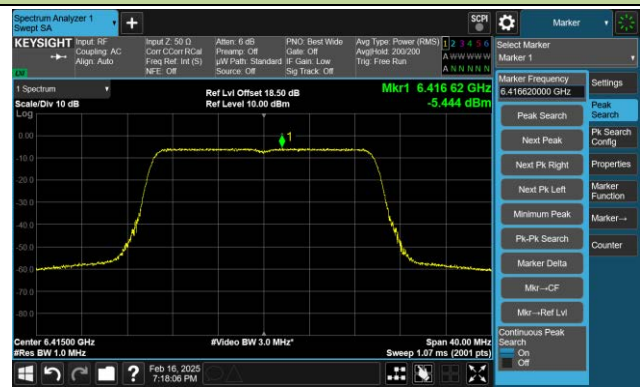 Spectrum Analyzer 1
Swept SA
+
SCPI
Marker
KEYSIGHT
Input: RF
Coupling: AC
Align: Auto
Input Z: 50 Ω
Corr CCorr RCal
Freq Ref: Int (S)
NFE: Off
Atten: 6 dB
Preamp: Off
µW Path: Standard
Source: Off
PNO: Best Wide
Gate: Off
IF Gain: Low
Sig Track: Off
Avg Type: Power (RMS)
Avg|Hold: 200/200
Trig: Free Run
1 2 3 4 5 6
A W W W W W
A N N N N N
Select Marker
Marker 1
1 Spectrum
Scale/Div 10 dB
Log
Ref Lvl Offset 18.50 dB
Ref Level 10.00 dBm
Mkr1 6.416 62 GHz
-5.444 dBm
0.00
-10.0
-20.0
-30.0
-40.0
-50.0
-60.0
-70.0
-80.0
1
Center 6.41500 GHz
#Res BW 1.0 MHz
#Video BW 3.0 MHz*
Span 40.00 MHz
Sweep 1.07 ms (2001 pts)
Marker Frequency
6.416620000 GHz
Peak Search
Next Peak
Next Pk Right
Next Pk Left
Minimum Peak
Pk-Pk Search
Marker Delta
Mkr→CF
Mkr→Ref Lvl
Continuous Peak
Search
On
Off
Settings
Peak
Search
Pk Search
Config
Properties
Marker
Function
Marker→
Counter
?
Feb 16, 2025
7:18:06 PM